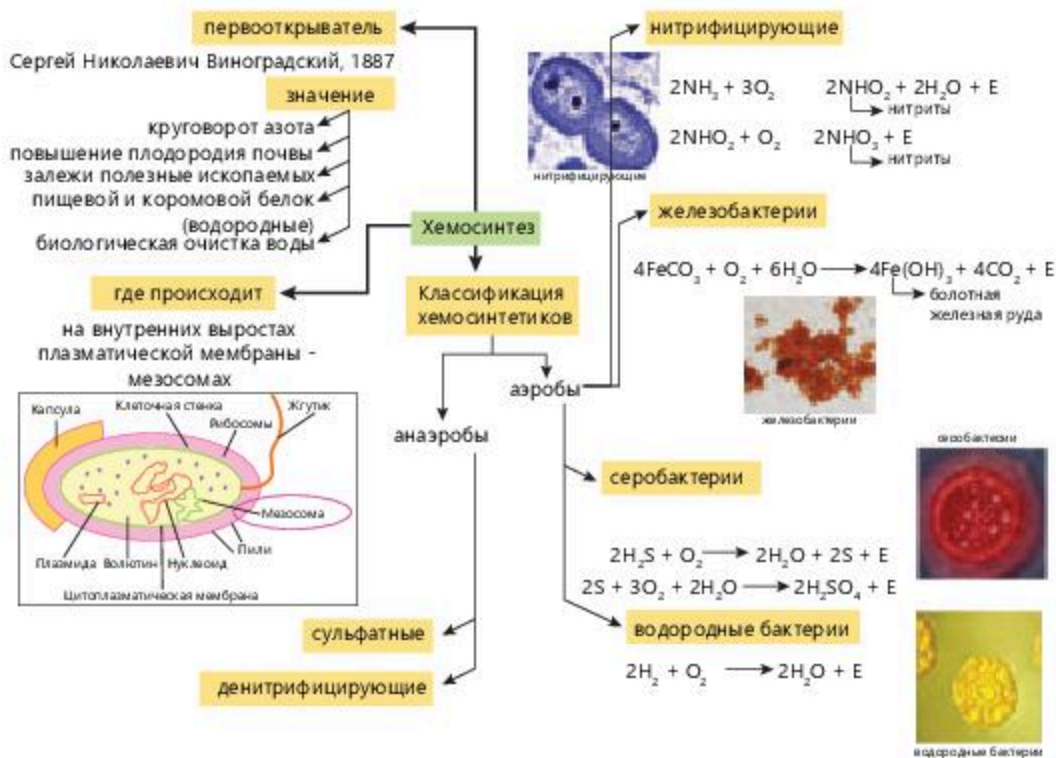 первооткрыватель
Сергей Николаевич Виноградский, 1887
значение
круговорот азота
повышение плодородия почвы
залежи полезные ископаемых
пищевой и коромовой белок
(водородные)
биологическая очистка воды
Хемосинтез
где происходит
на внутренних выростах
плазматической мембраны -
мезосомах
Капсула
Клеточная стенка
Жгутик
Рибосомы
Мезосома
Пили
Плазмида
Волютин
Нуклеоид
Цитоплазматическая мембрана
Классификация
хемосинтетиков
анаэробы
аэробы
сульфатные
денитрифицирующие
нитрифицирующие
2NH₃ + 3O₂ 2NHO₂ + 2H₂O + E
нитриты
2NHO₂ + O₂ 2NHO₃ + E
нитриты
нитрифицирующие
железобактерии
4FeCO₃ + O₂ + 6H₂O → 4Fe(OH)₃ + 4CO₂ + E
болотная
железная руда
железобактерии
серобактерии
серобактерии
2H₂S + O₂ → 2H₂O + 2S + E
2S + 3O₂ + 2H₂O → 2H₂SO₄ + E
водородные бактерии
2H₂ + O₂ → 2H₂O + E
водородные бактерии